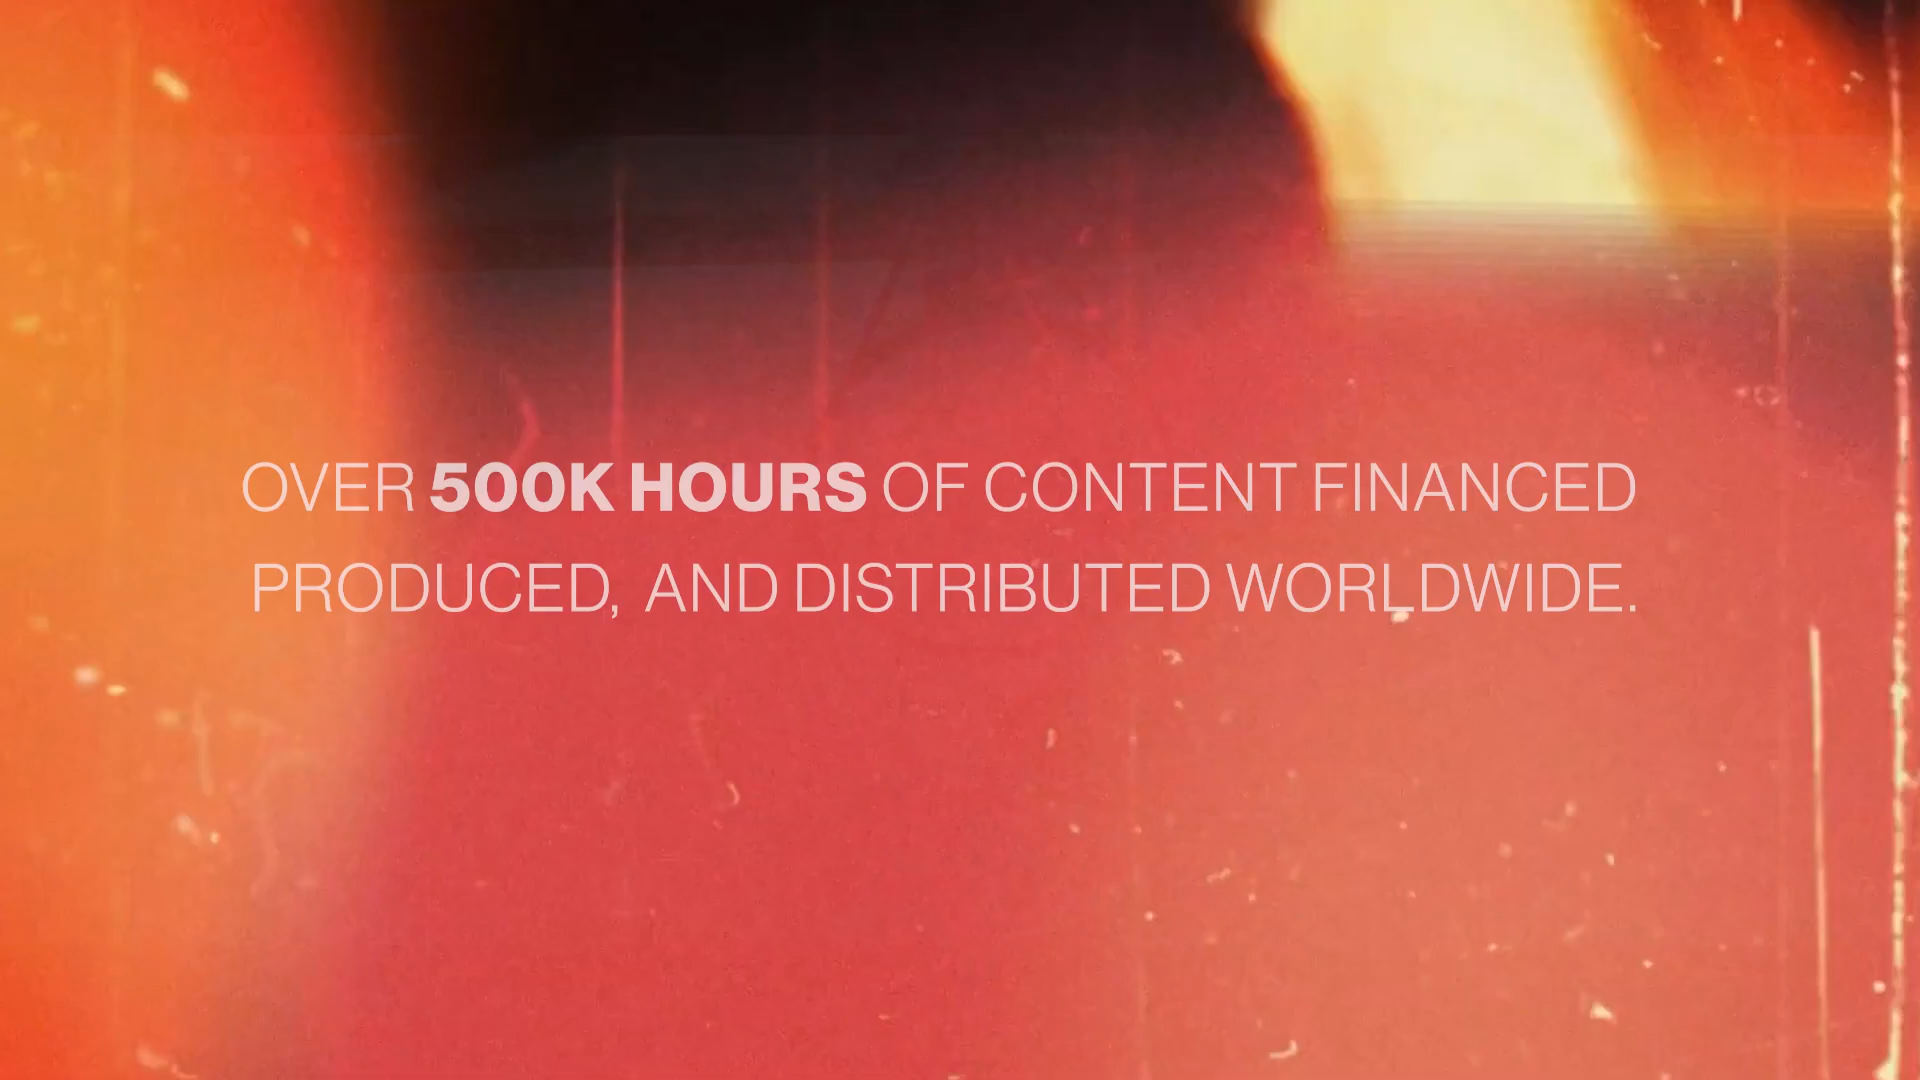 OVER 500K HOURS OF CONTENT FINANCED
PRODUCED, AND DISTRIBUTED WORLDWIDE.